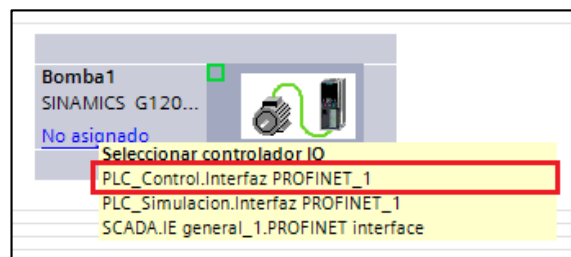 Bomba1
SINAMICS G120...
No asignado
Seleccionar controlador IO
PLC_Control.Interfaz PROFINET_1
PLC_Simulacion.Interfaz PROFINET_1
SCADA.IE general_1.PROFINET interface